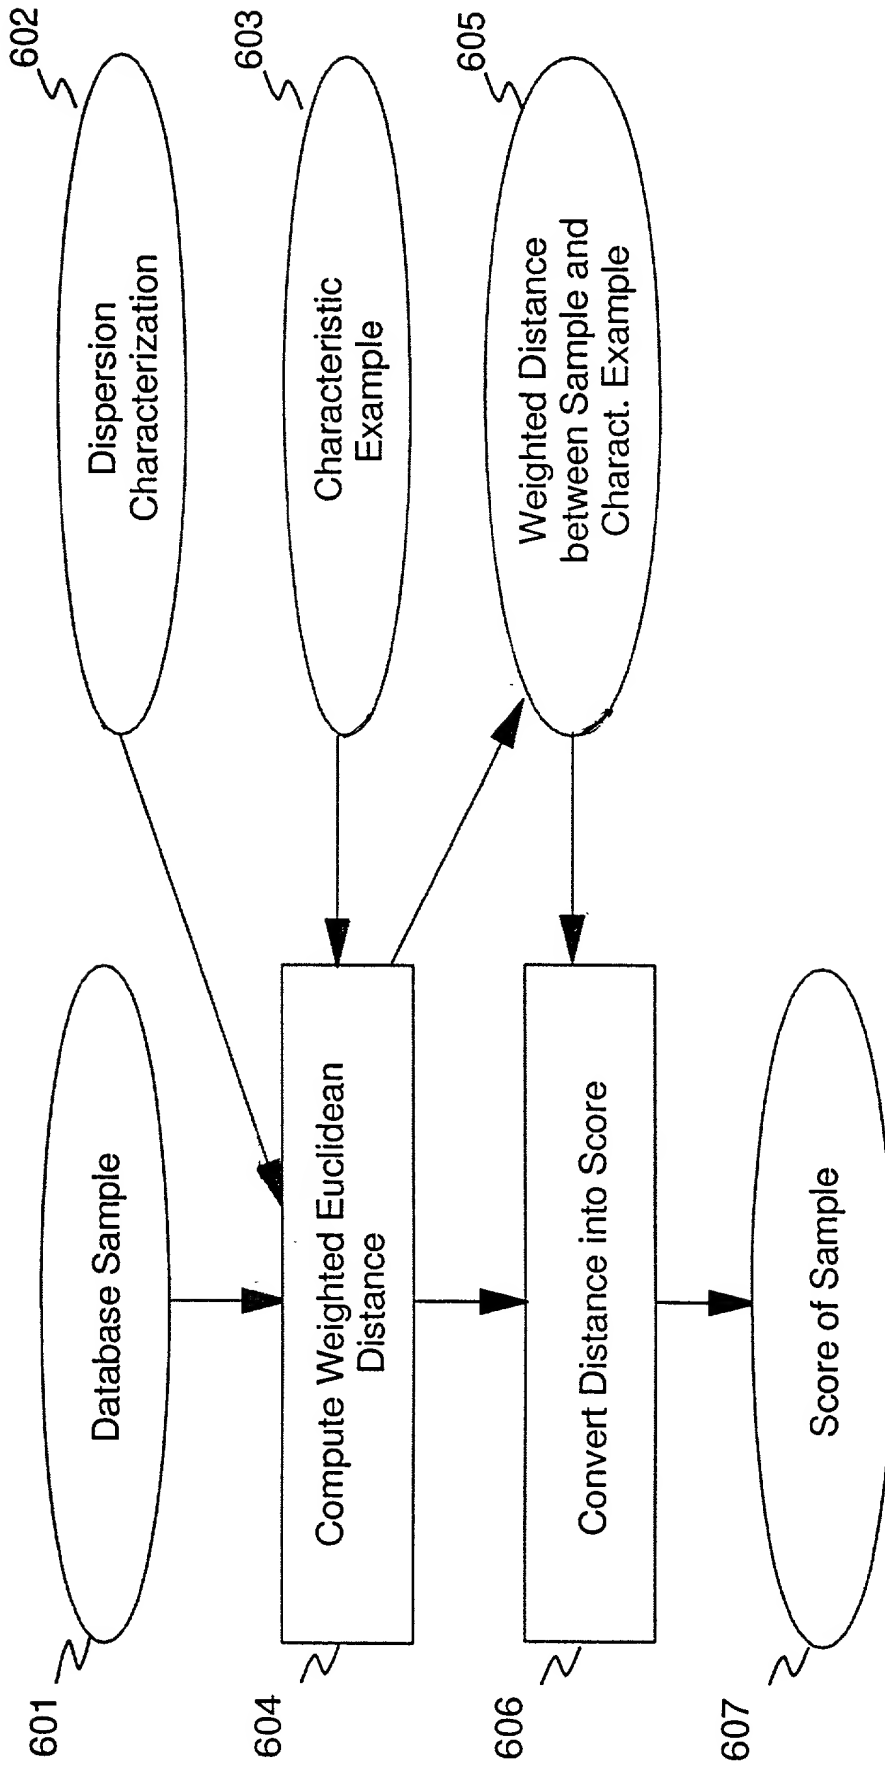 601
Database Sample
Dispersion
Characterization
602
604
Compute Weighted Euclidean
Distance
Characteristic
Example
603
606
Convert Distance into Score
Weighted Distance
between Sample and
Charact. Example
605
607
Score of Sample